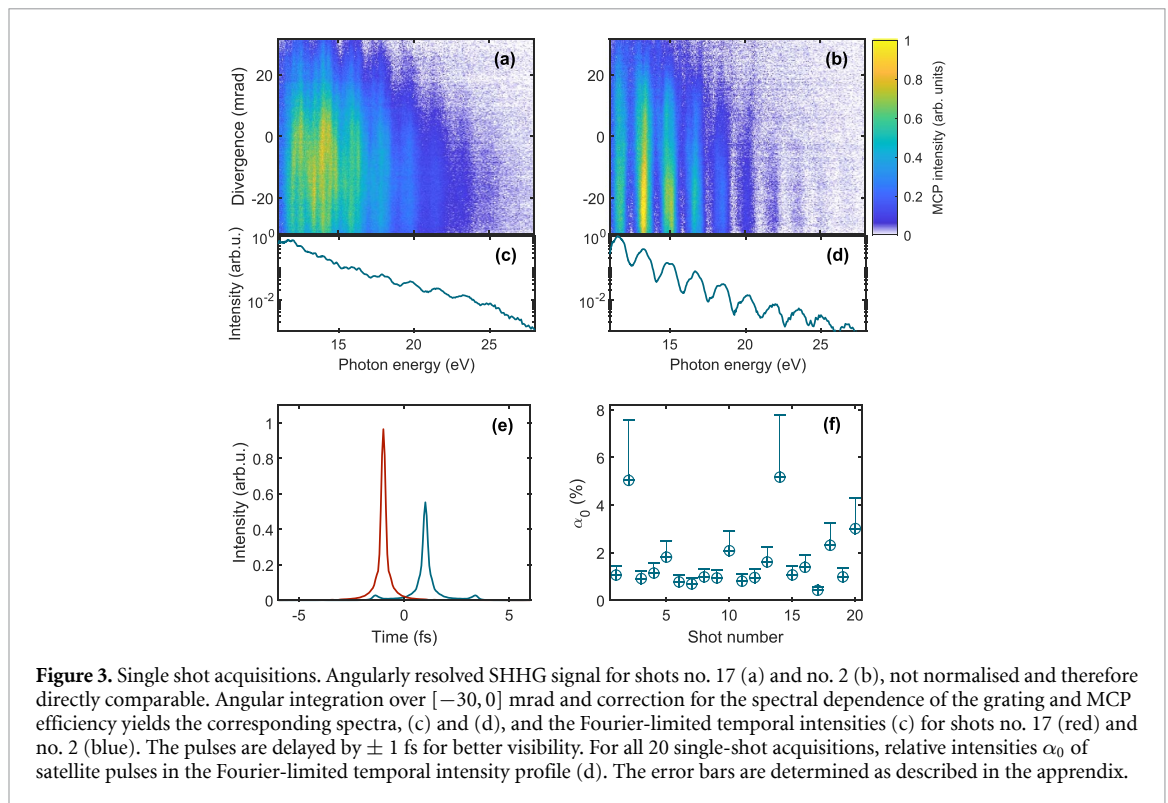 (a)
(b)
Divergence (mrad)
20
0
-20
1
0.8
0.6
0.4
0.2
0
MCP intensity (arb. units)
(c)
(d)
Intensity (arb.u.)
10^0
10^-2
10^0
10^-2
15 20 25
15 20 25
Photon energy (eV)
Photon energy (eV)
(e)
(f)
Intensity (arb.u.)
1
0.8
0.6
0.4
0.2
0
α0 (%)
8
6
4
2
0
-5 0 5
5 10 15 20
Time (fs)
Shot number
Figure 3. Single shot acquisitions. Angularly resolved SHHG signal for shots no. 17 (a) and no. 2 (b), not normalised and therefore
directly comparable. Angular integration over [−30, 0] mrad and correction for the spectral dependence of the grating and MCP
efficiency yields the corresponding spectra, (c) and (d), and the Fourier-limited temporal intensities (c) for shots no. 17 (red) and
no. 2 (blue). The pulses are delayed by ± 1 fs for better visibility. For all 20 single-shot acquisitions, relative intensities α0 of
satellite pulses in the Fourier-limited temporal intensity profile (d). The error bars are determined as described in the apprendix.